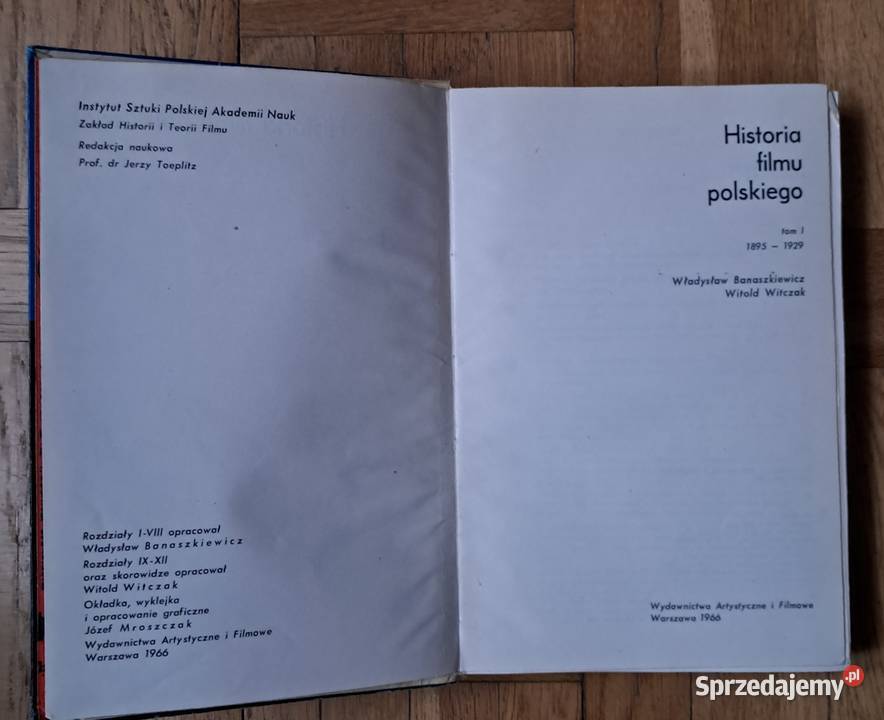 Instytut Sztuki Polskiej Akademii Nauk
Zakład Historii i Teorii Filmu
Redakcja naukowa
Prof. dr Jerzy Toeplitz
Rozdziały I-VIII opracował
Władysław Banaszkiewicz
Rozdziały IX-XII
oraz skorowidze opracował
Witold Witczak
Okładka, wyklejka
i opracowanie graficzne
Józef Mroszczak
Wydawnictwa Artystyczne i Filmowe
Warszawa 1966
Historia
filmu
polskiego
tom I
1895 – 1929
Władysław Banaszkiewicz
Witold Witczak
Wydawnictwa Artystyczne i Filmowe
Warszawa 1966
Sprzedajemy.pl